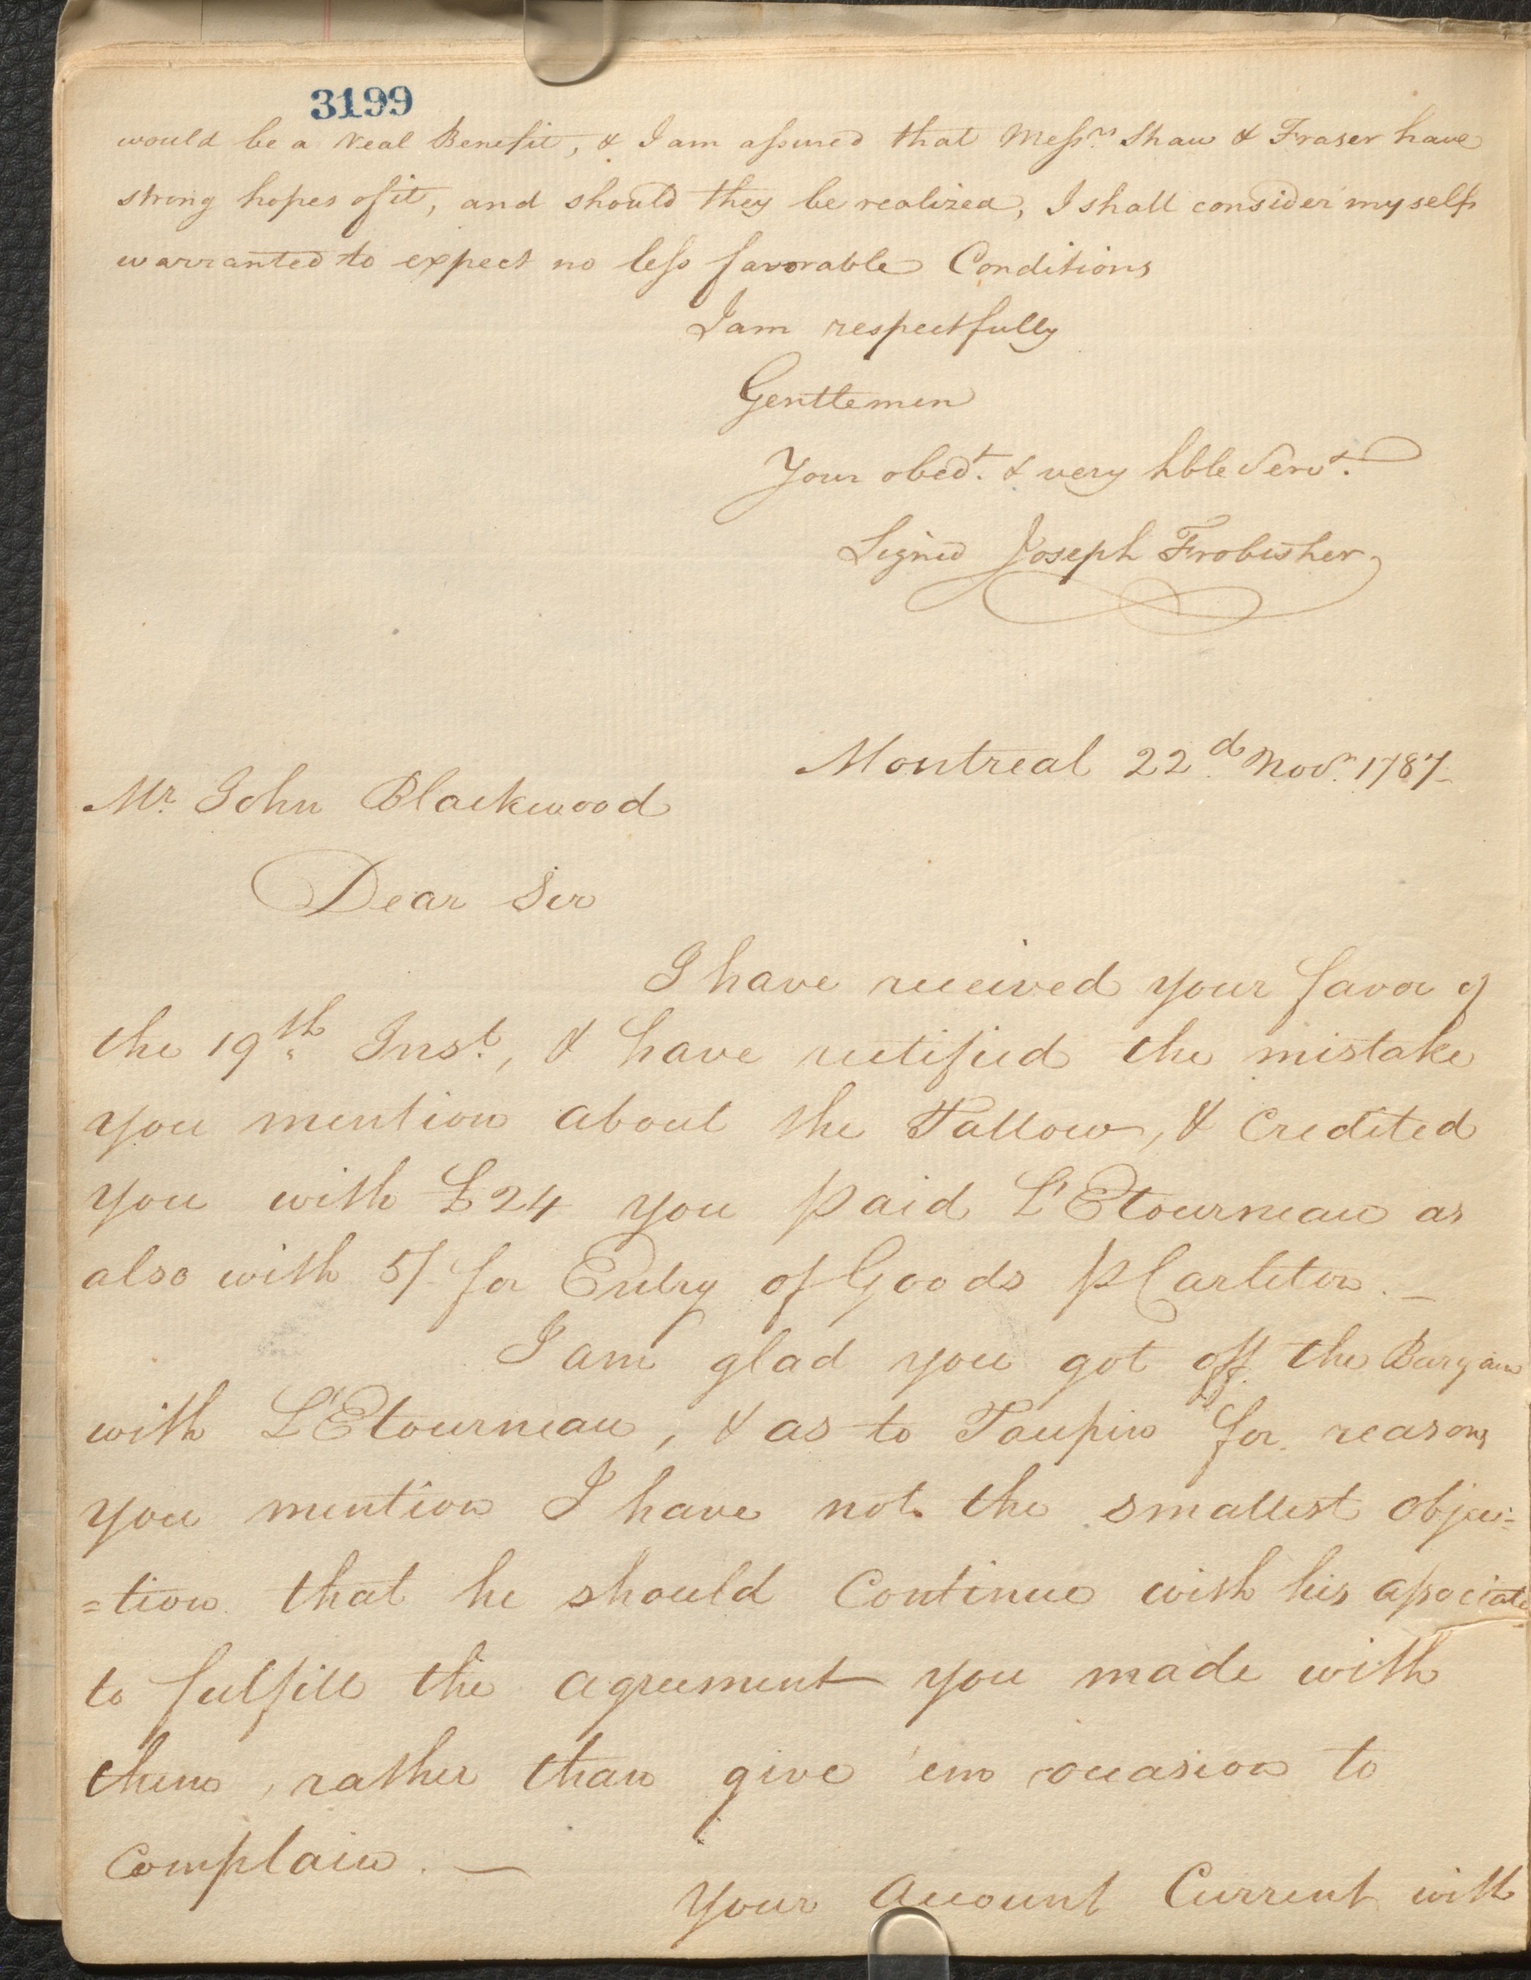 3199
would be a real Benefit, & I am assured that Messrs. Shaw & Fraser have
strong hopes of it, and should they be realized, I shall consider myself
warranted to expect no less favorable Conditions
I am respectfully
Gentlemen
Your obedt. & very hble Servt.
Signed Joseph Frobisher
Montreal 22d. Novr. 1787
Mr. John Blackwood
Dear Sir
I have received your favor of
the 19th. Inst., & have rectified the mistake
you mention about the Tallow, & Credited
you with £24 you paid L'Etourneau as
also with 5/ for Entry of Goods p Carleton. —
I am glad you got off the Bargain
with L'Etourneau, & as to Taupin for reasons
you mention I have not the smallest objec=
=tion that he should Continue with his associate
to fulfill the agreement you made with
them, rather than give 'em occasion to
Complain. —
Your Account Current with